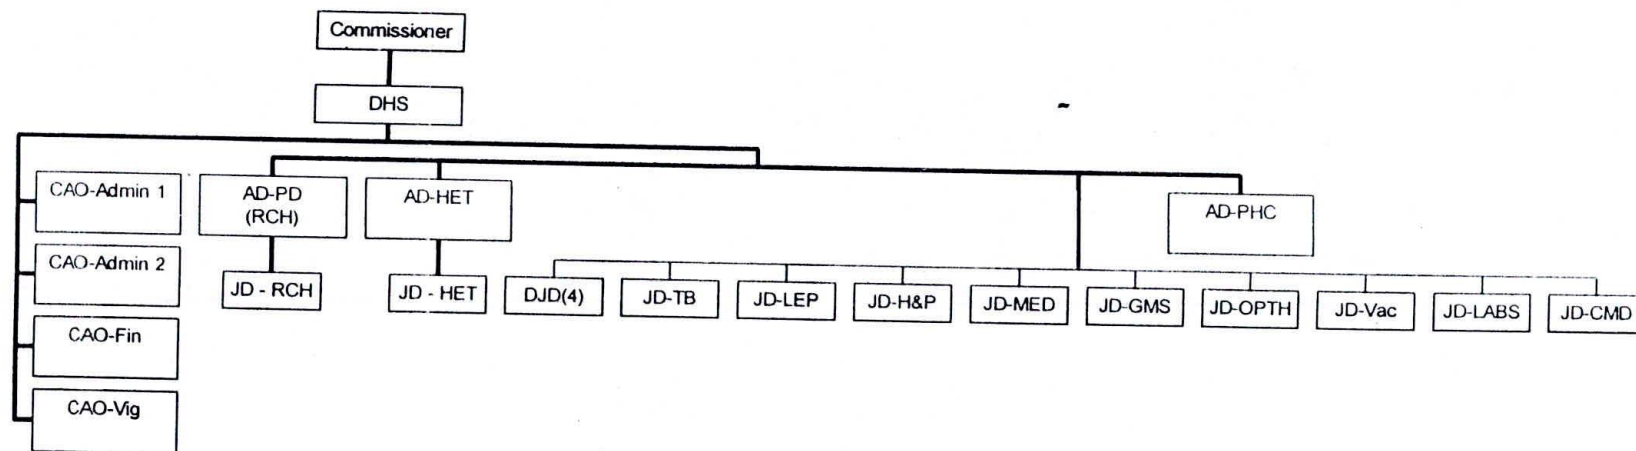 Commissioner
DHS
CAO-Admin 1
AD-PD
(RCH)
AD-HET
AD-PHC
CAO-Admin 2
JD - RCH
JD - HET
DJD(4)
JD-TB
JD-LEP
JD-H&P
JD-MED
JD-GMS
JD-OPTH
JD-Vac
JD-LABS
JD-CMD
CAO-Fin
CAO-Vig